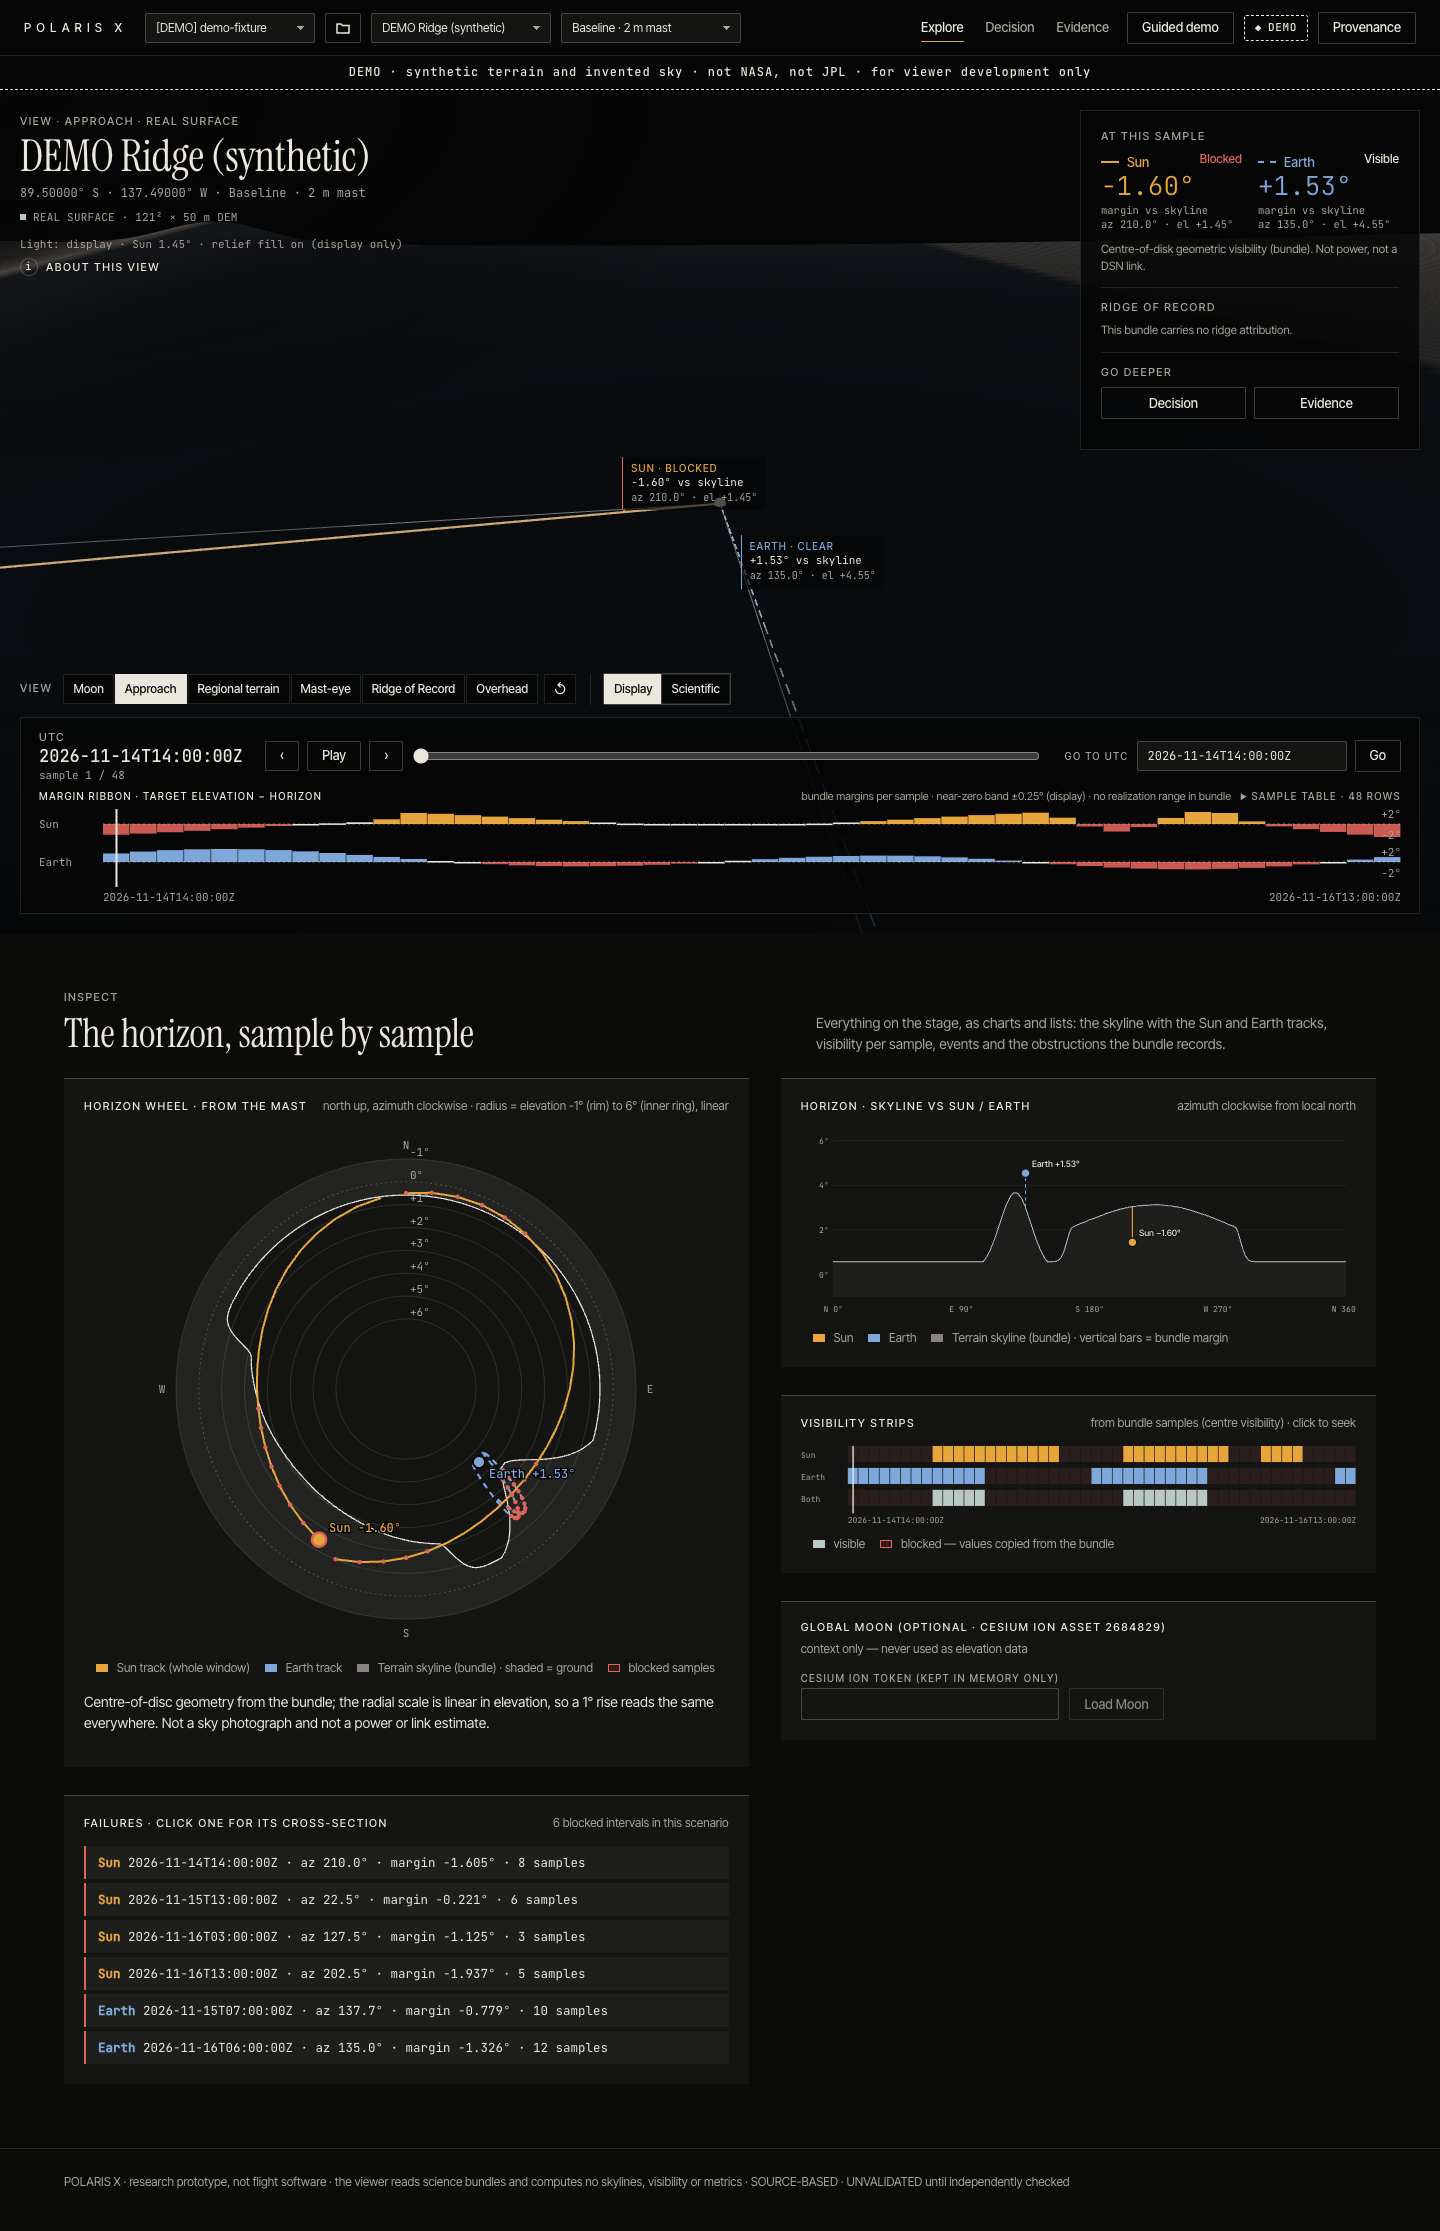 POLARIS X
[DEMO] demo-fixture
DEMO Ridge (synthetic)
Baseline · 2 m mast
Explore
Decision
Evidence
Guided demo
◆ DEMO
Provenance
DEMO · synthetic terrain and invented sky · not NASA, not JPL · for viewer development only
VIEW · APPROACH · REAL SURFACE
DEMO Ridge (synthetic)
89.50000° S · 137.49000° W · Baseline · 2 m mast
REAL SURFACE · 121² × 50 m DEM
Light: display · Sun 1.45° · relief fill on (display only)
i ABOUT THIS VIEW
AT THIS SAMPLE
Sun Blocked
-1.60°
margin vs skyline
az 210.0° · el +1.45°
Earth Visible
+1.53°
margin vs skyline
az 135.0° · el +4.55°
Centre-of-disk geometric visibility (bundle). Not power, not a
DSN link.
RIDGE OF RECORD
This bundle carries no ridge attribution.
GO DEEPER
Decision
Evidence
SUN · BLOCKED
-1.60° vs skyline
az 210.0° · el +1.45°
EARTH · CLEAR
+1.53° vs skyline
az 135.0° · el +4.55°
VIEW
Moon
Approach
Regional terrain
Mast-eye
Ridge of Record
Overhead
Display
Scientific
UTC
2026-11-14T14:00:00Z
sample 1 / 48
‹
Play
›
GO TO UTC
2026-11-14T14:00:00Z
Go
MARGIN RIBBON · TARGET ELEVATION − HORIZON
bundle margins per sample · near-zero band ±0.25° (display) · no realization range in bundle
SAMPLE TABLE · 48 ROWS
Sun
+2°
-2°
Earth
+2°
-2°
2026-11-14T14:00:00Z
2026-11-16T13:00:00Z
INSPECT
The horizon, sample by sample
Everything on the stage, as charts and lists: the skyline with the Sun and Earth tracks,
visibility per sample, events and the obstructions the bundle records.
HORIZON WHEEL · FROM THE MAST
north up, azimuth clockwise · radius = elevation -1° (rim) to 6° (inner ring), linear
N
-1°
0°
+1°
+2°
+3°
+4°
+5°
+6°
W
E
Earth +1.53°
Sun -1.60°
S
Sun track (whole window)
Earth track
Terrain skyline (bundle) · shaded = ground
blocked samples
Centre-of-disc geometry from the bundle; the radial scale is linear in elevation, so a 1° rise reads the same
everywhere. Not a sky photograph and not a power or link estimate.
HORIZON · SKYLINE VS SUN / EARTH
azimuth clockwise from local north
6°
4°
2°
0°
Earth +1.53°
Sun −1.60°
N 0°
E 90°
S 180°
W 270°
N 360
Sun
Earth
Terrain skyline (bundle) · vertical bars = bundle margin
VISIBILITY STRIPS
from bundle samples (centre visibility) · click to seek
Sun
Earth
Both
2026-11-14T14:00:00Z
2026-11-16T13:00:00Z
visible
blocked — values copied from the bundle
GLOBAL MOON (OPTIONAL · CESIUM ION ASSET 2684829)
context only — never used as elevation data
CESIUM ION TOKEN (KEPT IN MEMORY ONLY)
Load Moon
FAILURES · CLICK ONE FOR ITS CROSS-SECTION
6 blocked intervals in this scenario
Sun 2026-11-14T14:00:00Z · az 210.0° · margin -1.605° · 8 samples
Sun 2026-11-15T13:00:00Z · az 22.5° · margin -0.221° · 6 samples
Sun 2026-11-16T03:00:00Z · az 127.5° · margin -1.125° · 3 samples
Sun 2026-11-16T13:00:00Z · az 202.5° · margin -1.937° · 5 samples
Earth 2026-11-15T07:00:00Z · az 137.7° · margin -0.779° · 10 samples
Earth 2026-11-16T06:00:00Z · az 135.0° · margin -1.326° · 12 samples
POLARIS X · research prototype, not flight software · the viewer reads science bundles and computes no skylines, visibility or metrics · SOURCE-BASED · UNVALIDATED until independently checked